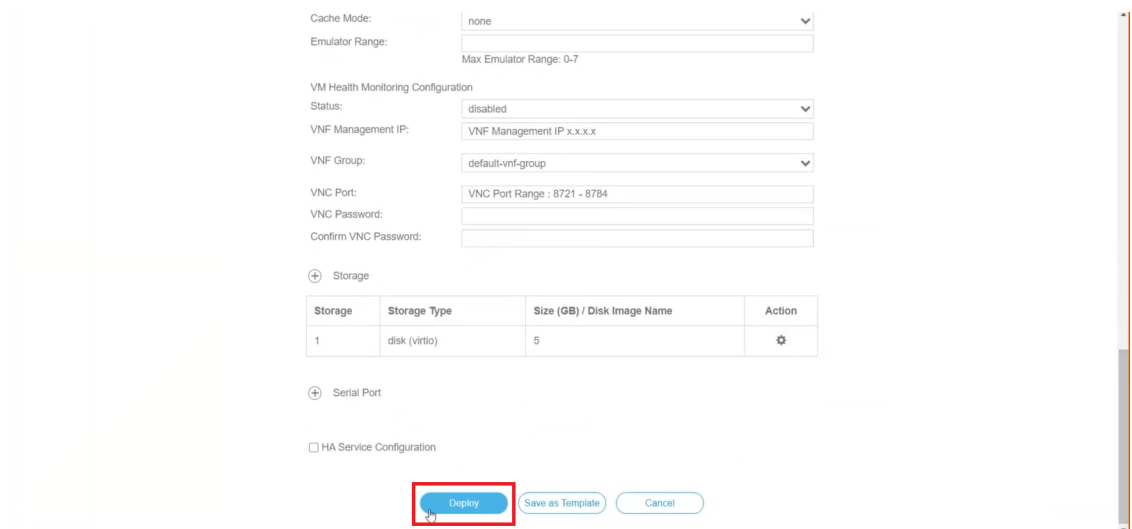 Cache Mode: none
Emulator Range:
Max Emulator Range: 0-7
VM Health Monitoring Configuration
Status: disabled
VNF Management IP: VNF Management IP x.x.x.x
VNF Group: default-vnf-group
VNC Port: VNC Port Range : 8721 - 8784
VNC Password:
Confirm VNC Password:
Storage
Storage Storage Type Size (GB) / Disk Image Name Action
1 disk (virtio) 5
Serial Port
HA Service Configuration
Deploy Save as Template Cancel